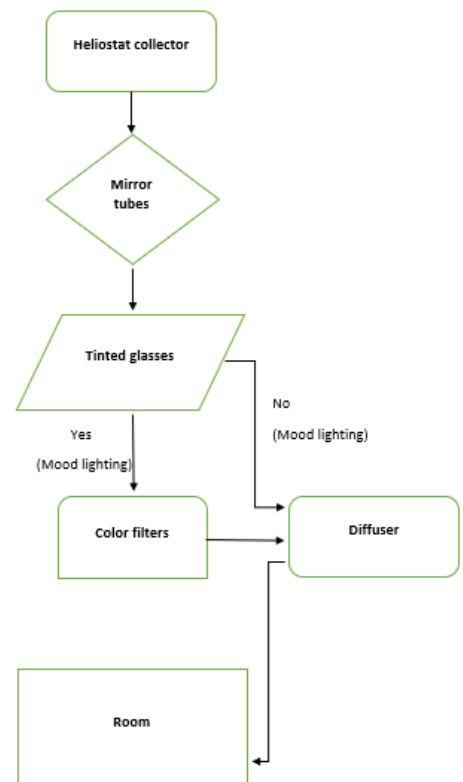 Heliostat collector
Mirror
tubes
Tinted glasses
No
(Mood lighting)
Yes
(Mood lighting)
Color filters
Diffuser
Room